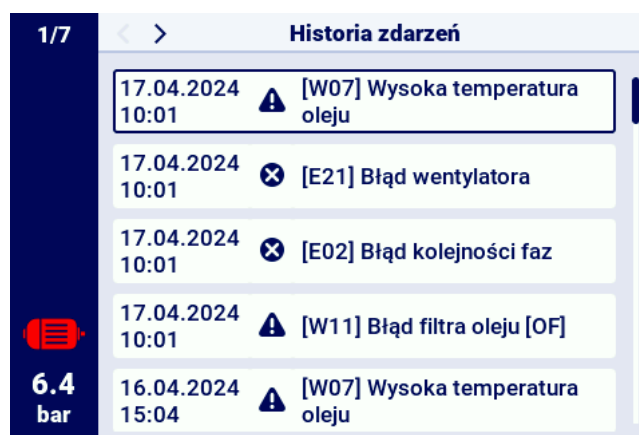 1/7
Historia zdarzeń
17.04.2024
10:01
[W07] Wysoka temperatura
oleju
17.04.2024
10:01
[E21] Błąd wentylatora
17.04.2024
10:01
[E02] Błąd kolejności faz
17.04.2024
10:01
[W11] Błąd filtra oleju [OF]
16.04.2024
15:04
[W07] Wysoka temperatura
oleju
6.4
bar